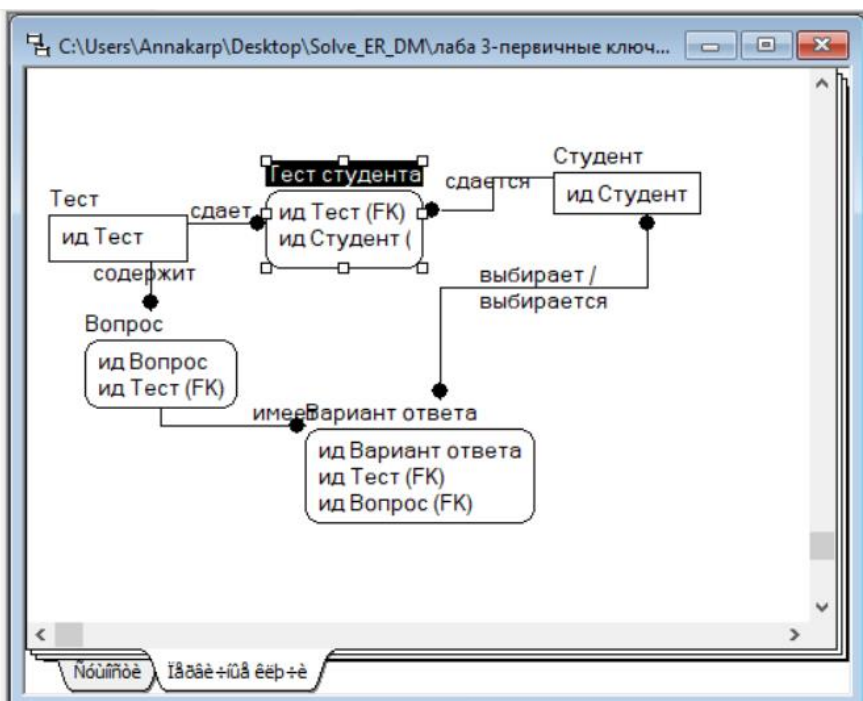 C:\Users\Annakarp\Desktop\Solve_ER_DM\лаба 3-первичные ключ...
Тест
ид Тест
сдает
Тест студента
ид Тест (FK)
ид Студент (
сдается
Студент
ид Студент
содержит
выбирает /
выбирается
Вопрос
ид Вопрос
ид Тест (FK)
имеет
Вариант ответа
ид Вариант ответа
ид Тест (FK)
ид Вопрос (FK)
Ñóùíîñòè
Ïåðâè÷íûå êëþ÷è